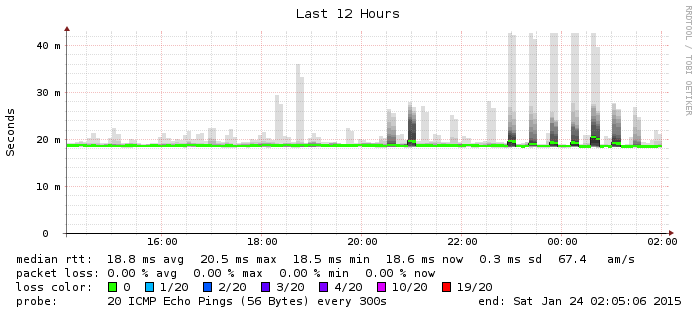 Last 12 Hours
RRDTOOL / TOBI OETIKER
Seconds
40 m
30 m
20 m
10 m
0
16:00 18:00 20:00 22:00 00:00 02:00
median rtt: 18.8 ms avg 20.5 ms max 18.5 ms min 18.6 ms now 0.3 ms sd 67.4 am/s
packet loss: 0.00 % avg 0.00 % max 0.00 % min 0.00 % now
loss color: 0 1/20 2/20 3/20 4/20 10/20 19/20
probe: 20 ICMP Echo Pings (56 Bytes) every 300s end: Sat Jan 24 02:05:06 2015